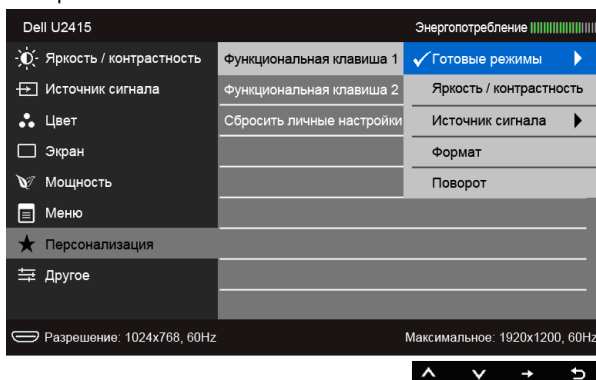 Dell U2415
Энергопотребление
Яркость / контрастность
Функциональная клавиша 1
Готовые режимы
Источник сигнала
Функциональная клавиша 2
Яркость / контрастность
Цвет
Сбросить личные настройки
Источник сигнала
Экран
Формат
Мощность
Поворот
Меню
Персонализация
Другое
Разрешение: 1024x768, 60Hz
Максимальное: 1920x1200, 60Hz